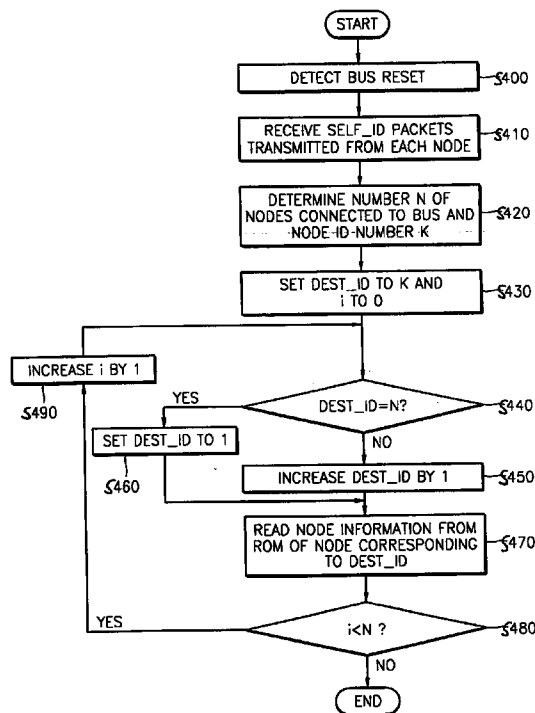 START
DETECT BUS RESET
S400
RECEIVE SELF_ID PACKETS
TRANSMITTED FROM EACH NODE
S410
DETERMINE NUMBER N OF
NODES CONNECTED TO BUS AND
NODE ID NUMBER K
S420
SET DEST_ID TO K AND
i TO 0
S430
INCREASE i BY 1
S490
YES
DEST_ID=N?
S440
SET DEST_ID TO 1
S460
NO
INCREASE DEST_ID BY 1
S450
READ NODE INFORMATION FROM
ROM OF NODE CORRESPONDING
TO DEST_ID
S470
YES
i<N ?
S480
NO
END